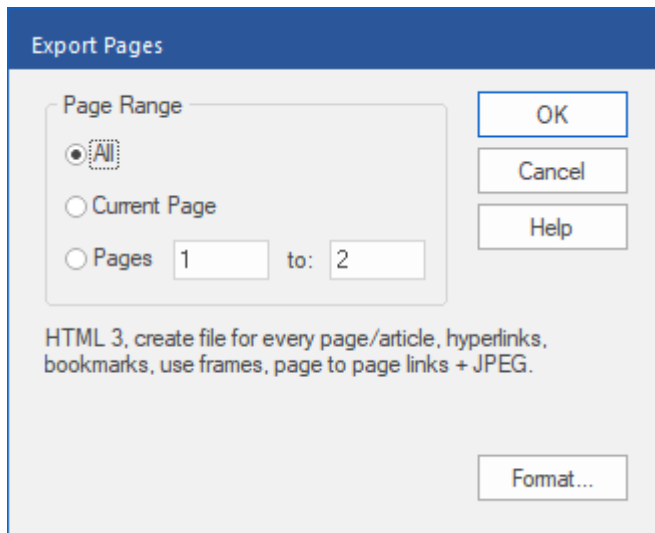 Export Pages
Page Range
All
Current Page
Pages 1 to: 2
OK
Cancel
Help
HTML 3, create file for every page/article, hyperlinks,
bookmarks, use frames, page to page links + JPEG.
Format...